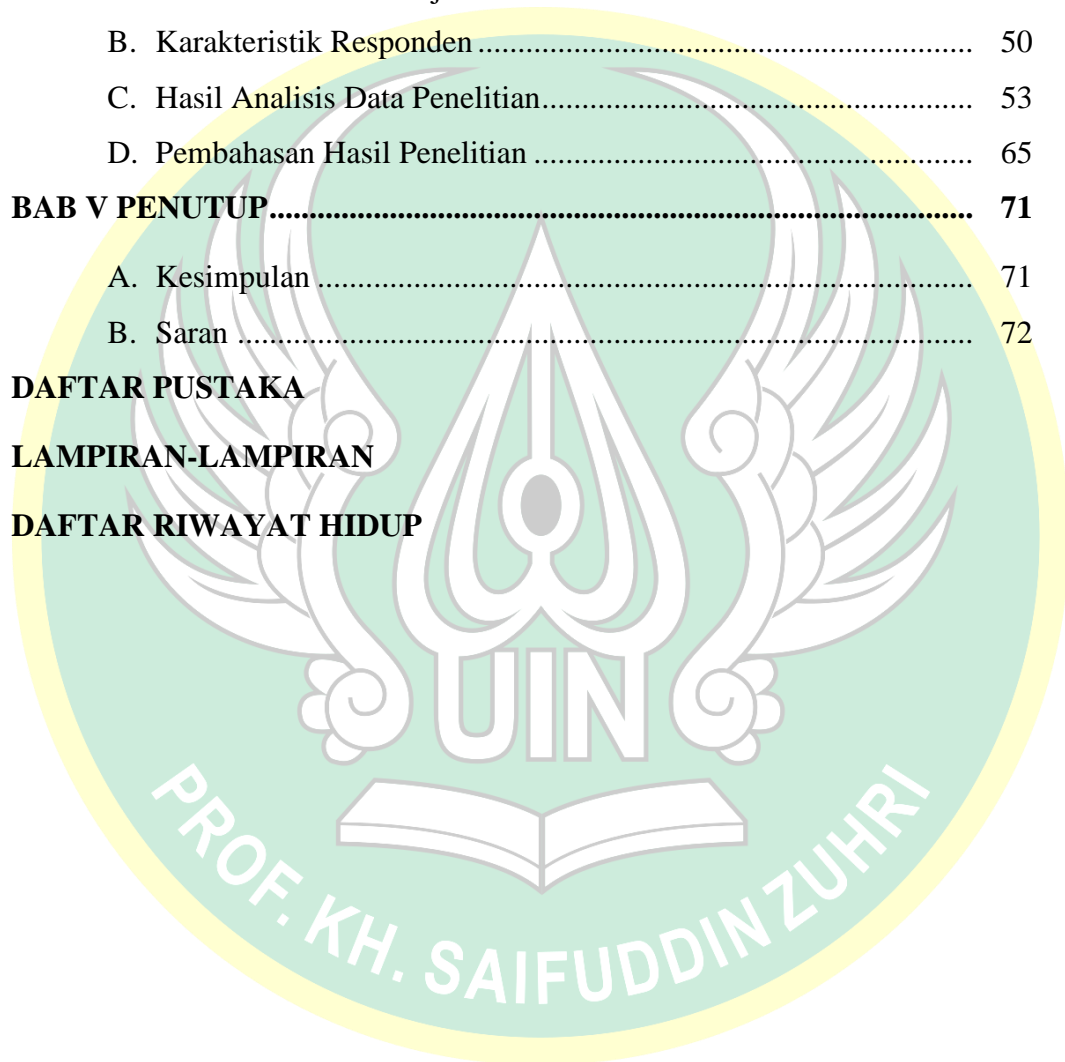 B. Karakteristik Responden ............................................................. 50
C. Hasil Analisis Data Penelitian ..................................................... 53
D. Pembahasan Hasil Penelitian ...................................................... 65
BAB V PENUTUP ....................................................................................... 71
A. Kesimpulan ................................................................................. 71
B. Saran ........................................................................................... 72
DAFTAR PUSTAKA
LAMPIRAN-LAMPIRAN
DAFTAR RIWAYAT HIDUP
UIN
PROF. KH. SAIFUDDIN ZUHRI